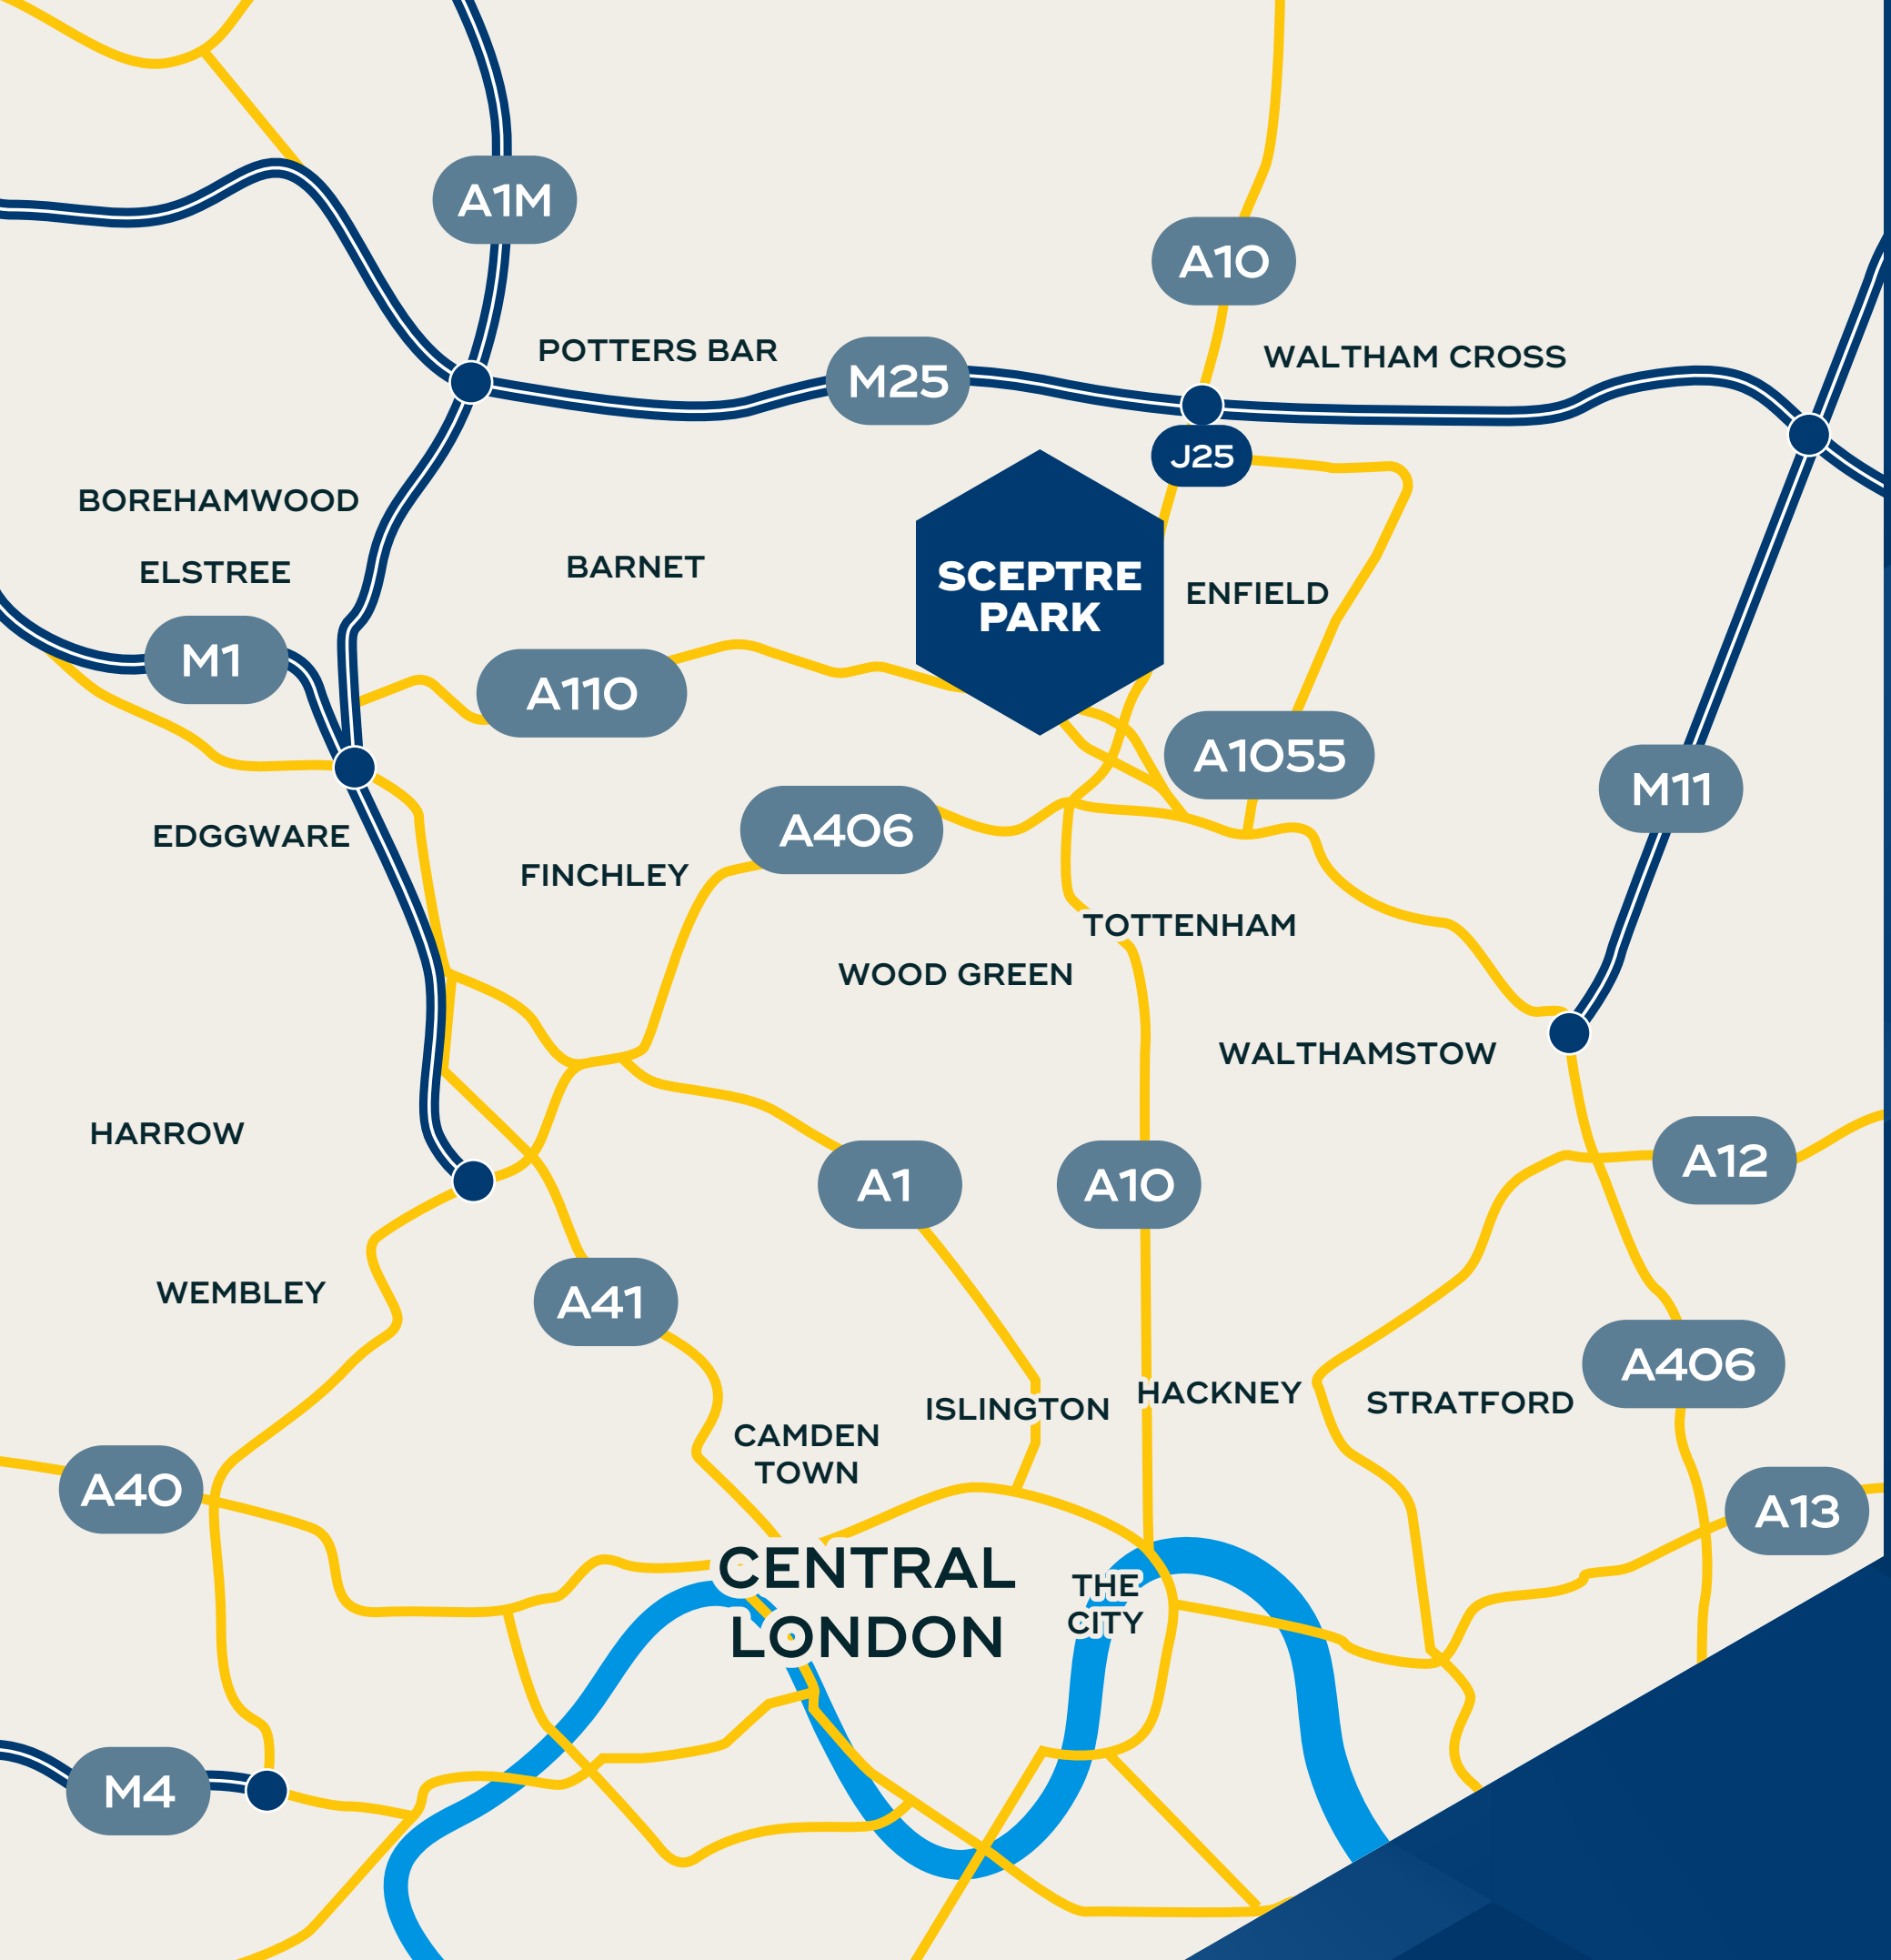 A1M
A10
POTTERS BAR
WALTHAM CROSS
M25
J25
BOREHAMWOOD
ELSTREE
BARNET
SCEPTRE
PARK
ENFIELD
M1
A110
A1055
M11
A406
EDGGWARE
FINCHLEY
TOTTENHAM
WOOD GREEN
WALTHAMSTOW
HARROW
A12
A1
A10
WEMBLEY
A41
A406
HACKNEY
ISLINGTON
STRATFORD
CAMDEN
TOWN
A40
A13
CENTRAL
LONDON
THE
CITY
M4